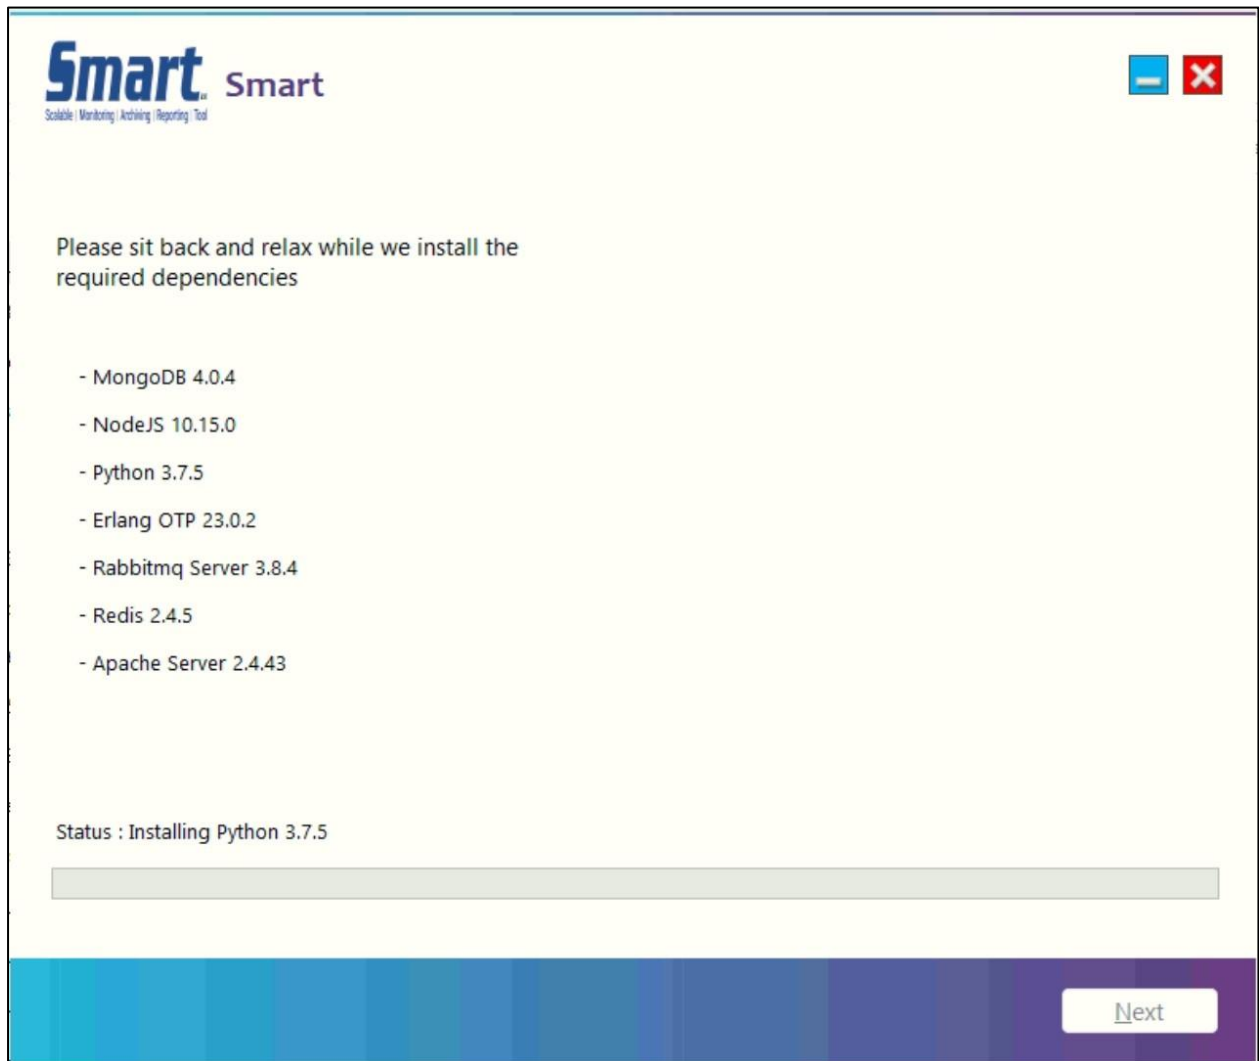 Smart
Smart
Scalable | Monitoring | Archiving | Reporting | Tool
Please sit back and relax while we install the
required dependencies
- MongoDB 4.0.4
- NodeJS 10.15.0
- Python 3.7.5
- Erlang OTP 23.0.2
- Rabbitmq Server 3.8.4
- Redis 2.4.5
- Apache Server 2.4.43
Status : Installing Python 3.7.5
Next